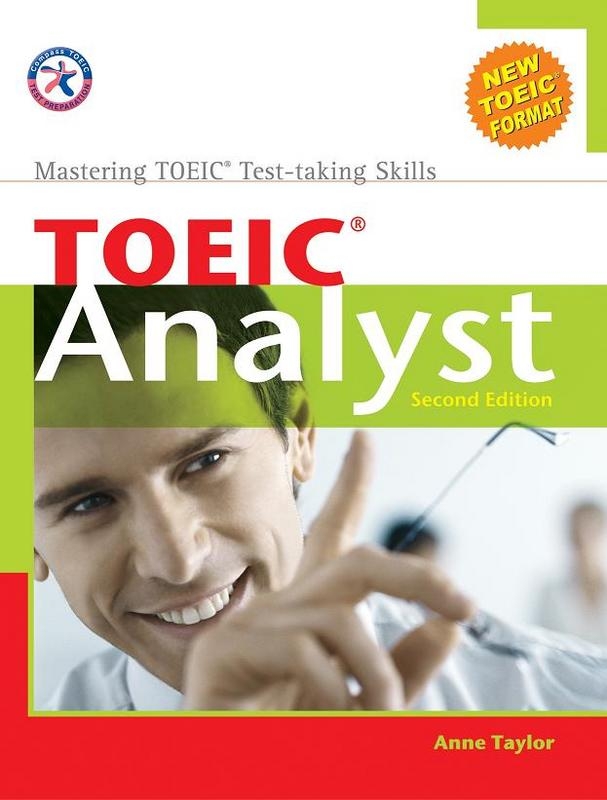 Compass TOEIC
TEST PREPARATION
NEW
TOEIC®
FORMAT
Mastering TOEIC® Test-taking Skills
TOEIC®
Analyst
Second Edition
Anne Taylor